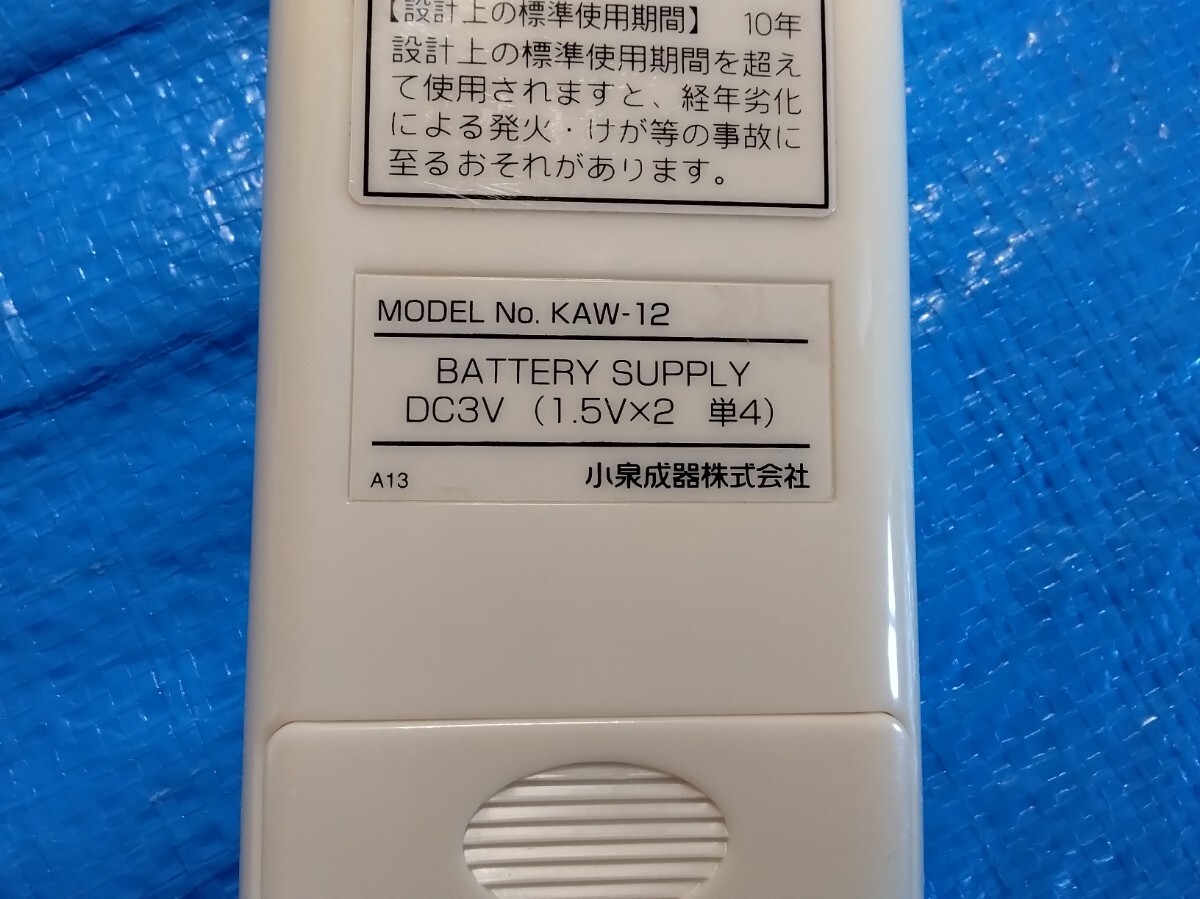 【設計上の標準使用期間】 10年
設計上の標準使用期間を超え
て使用されますと、経年劣化
による発火・けが等の事故に
至るおそれがあります。
MODEL No. KAW-12
BATTERY SUPPLY
DC3V （1.5V×2 単4）
A13 小泉成器株式会社